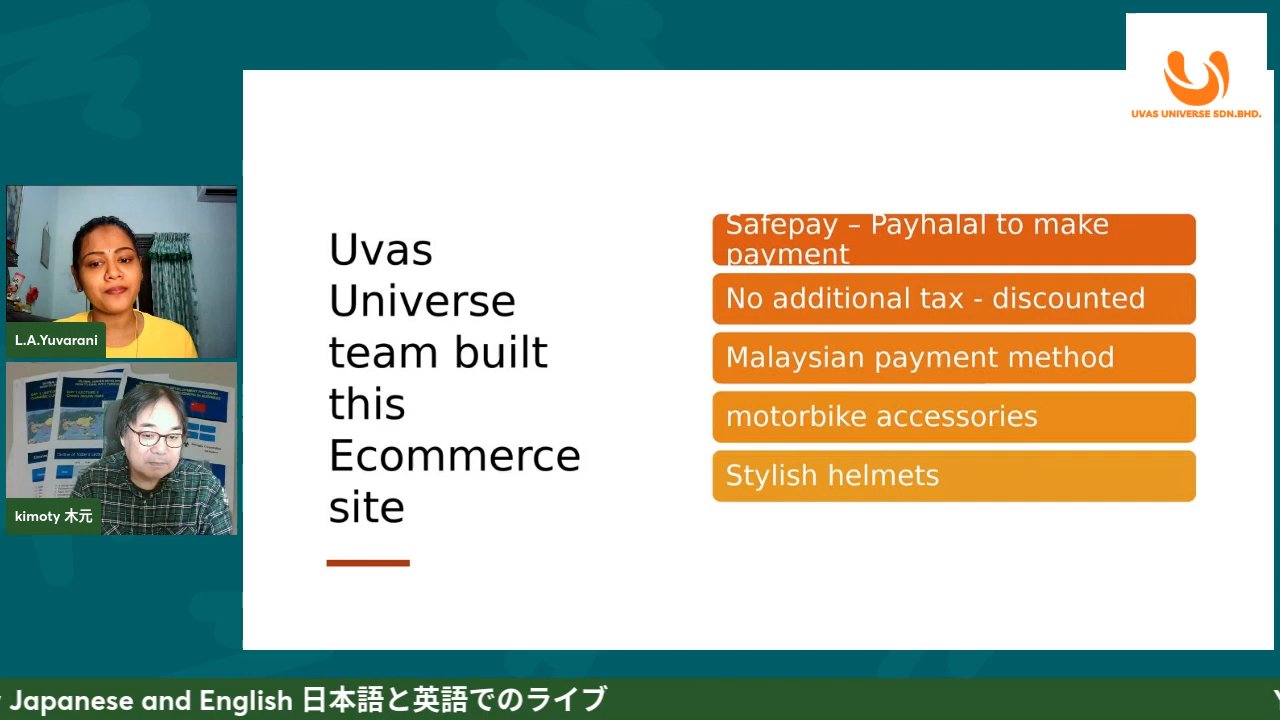 UVAS UNIVERSE SDN.BHD.
Uvas
Universe
team built
this
Ecommerce
site
Safepay – Payhalal to make
payment
No additional tax - discounted
Malaysian payment method
motorbike accessories
Stylish helmets
L.A.Yuvarani
kimoty 木元
Japanese and English 日本語と英語でのライブ